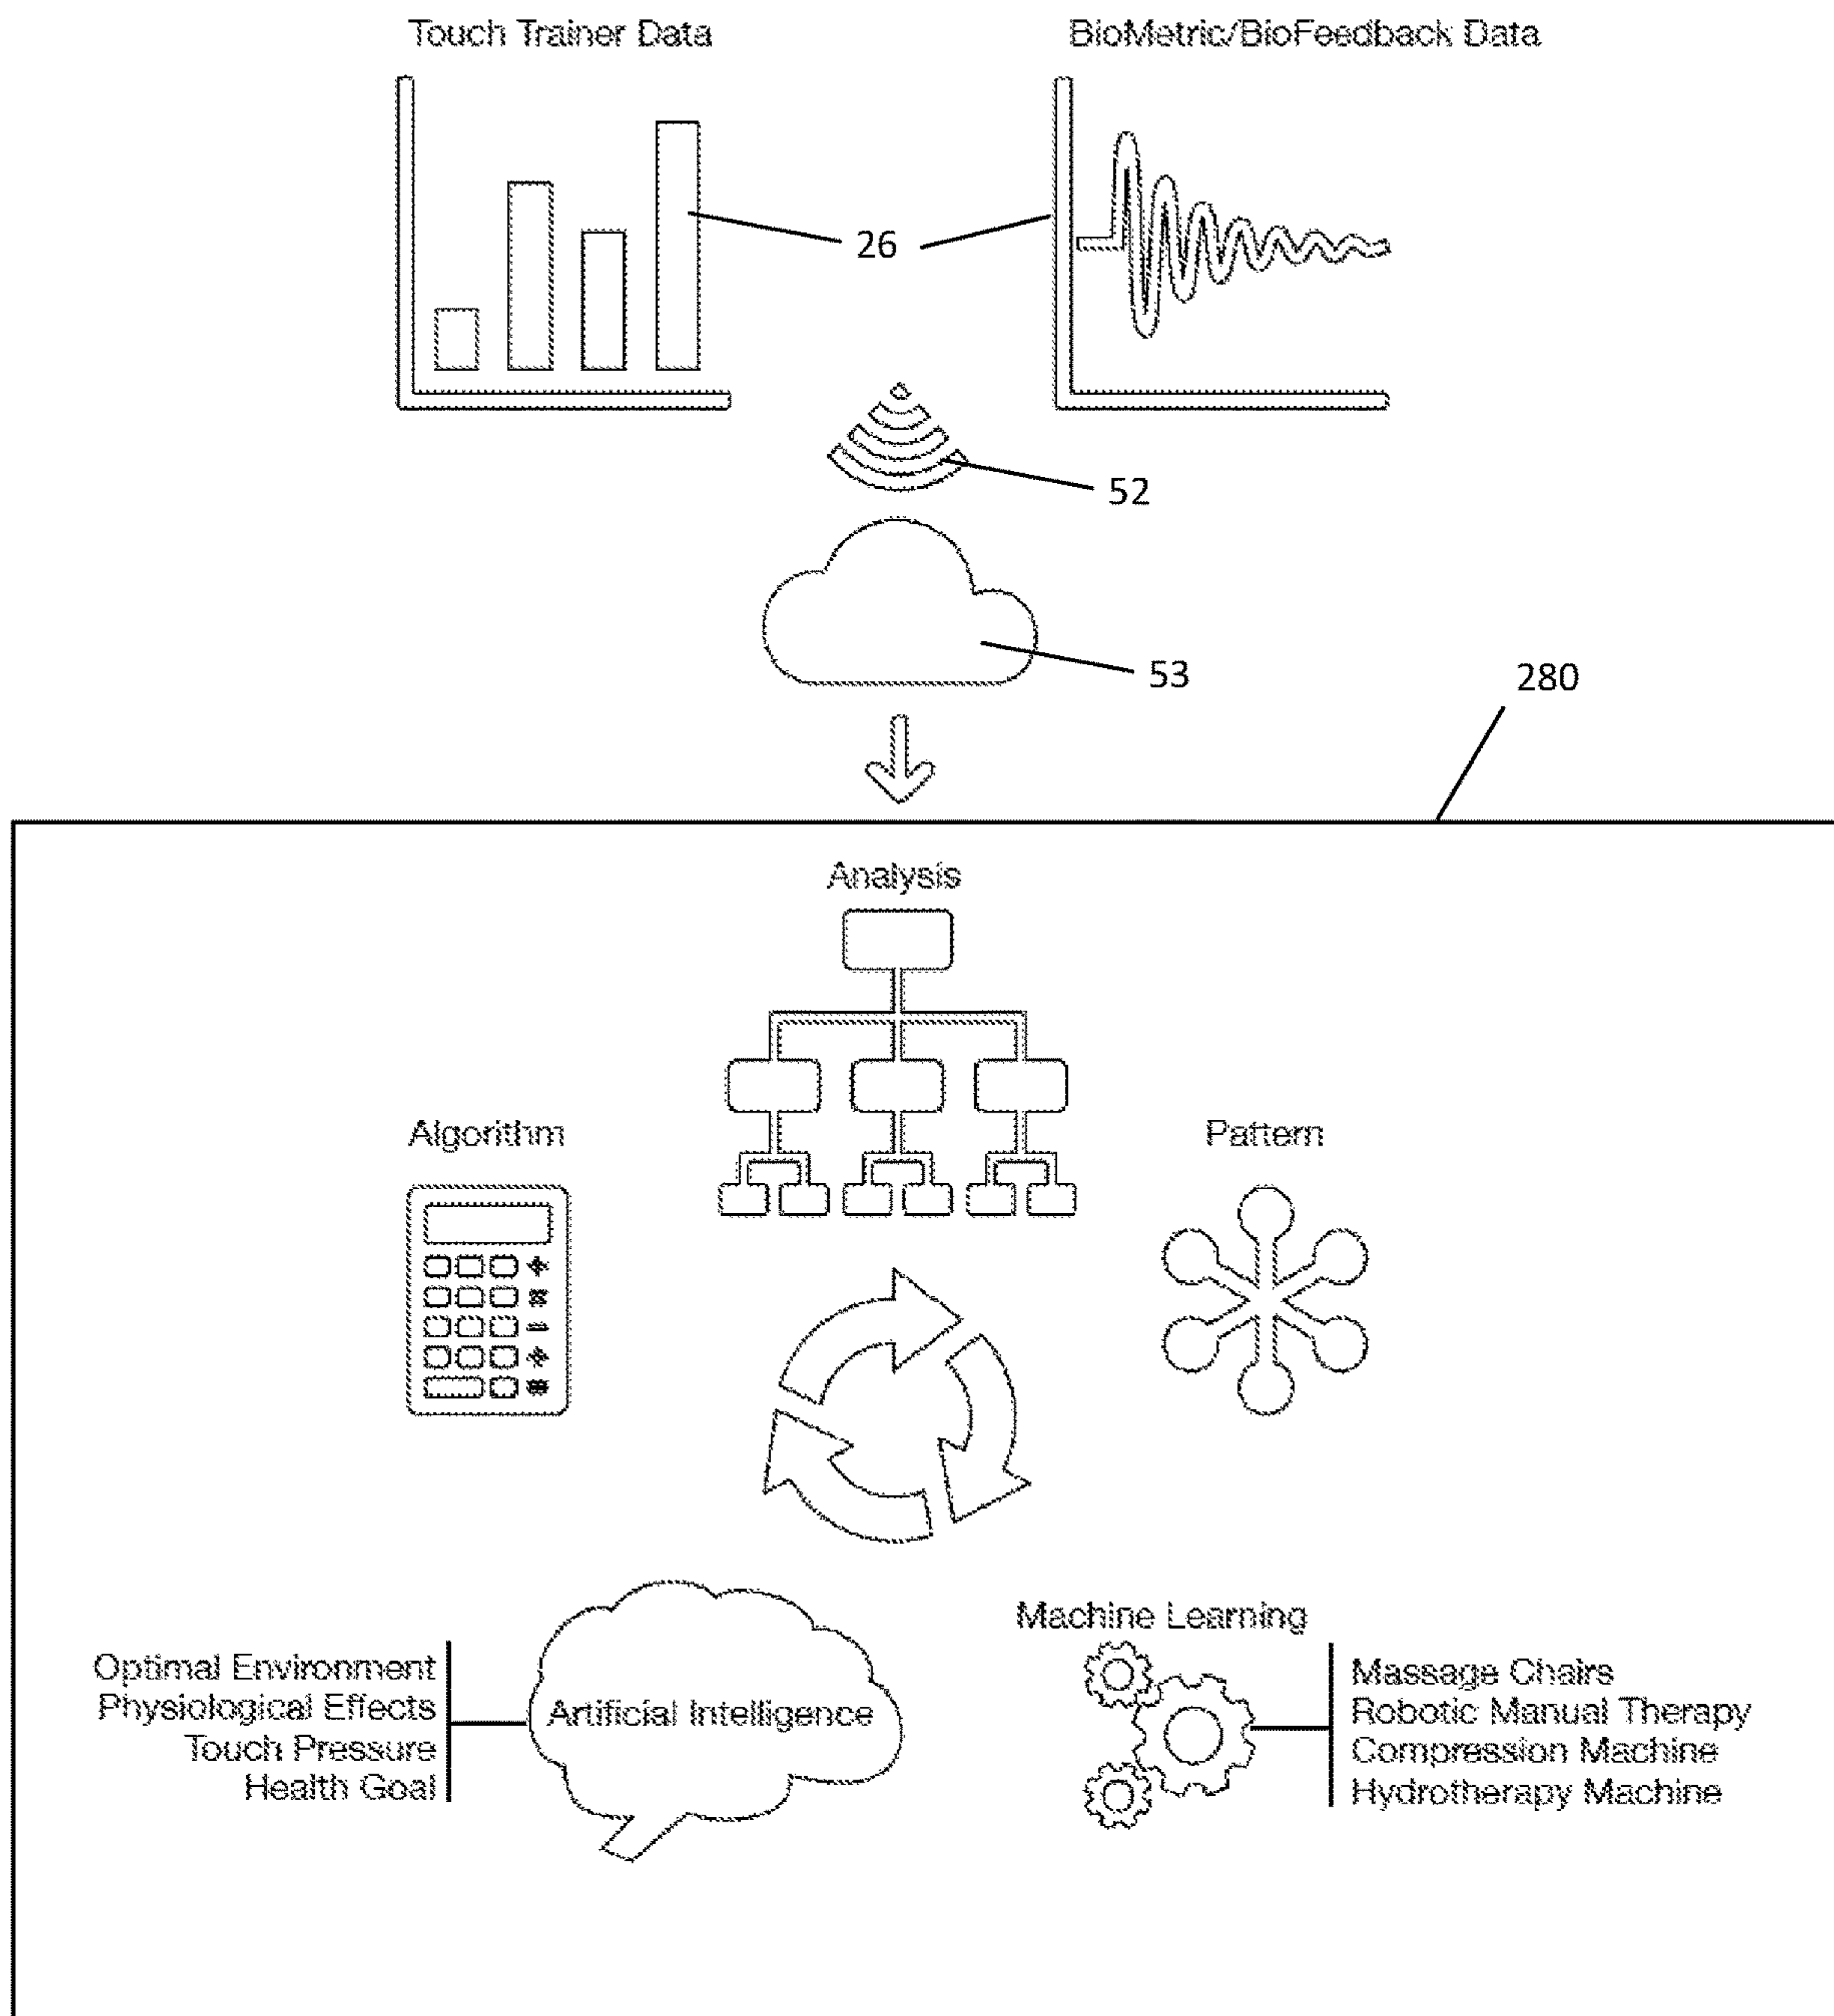 Touch Trainer Data
BioMetric/BioFeedback Data
26
52
53
280
Analysis
Algorithm
Pattern
Machine Learning
Optimal Environment
Physiological Effects
Touch Pressure
Health Goal
Artificial Intelligence
Massage Chairs
Robotic Manual Therapy
Compression Machine
Hydrotherapy Machine